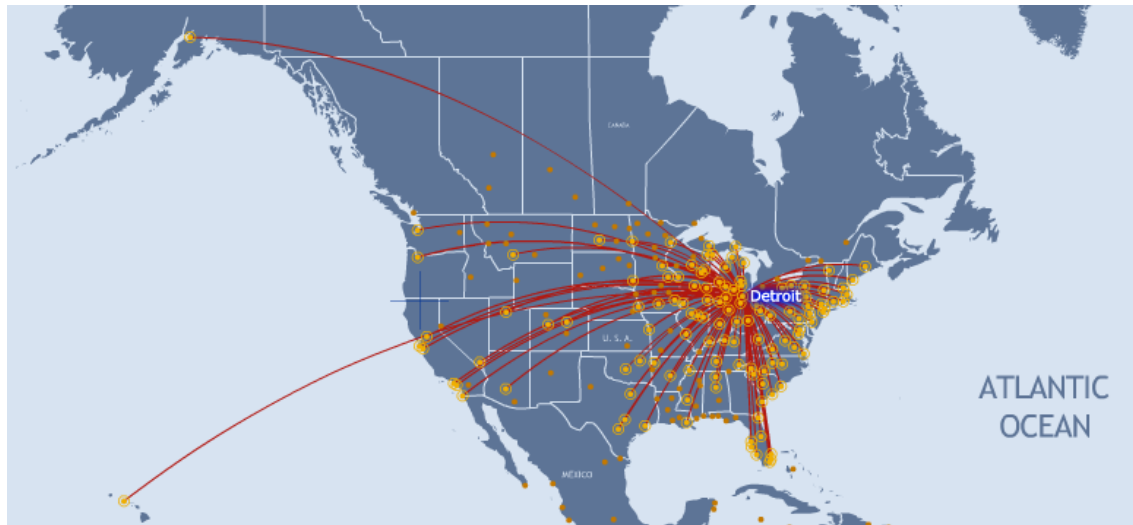 CANADA
Detroit
U. S. A.
ATLANTIC
OCEAN
MÉXICO